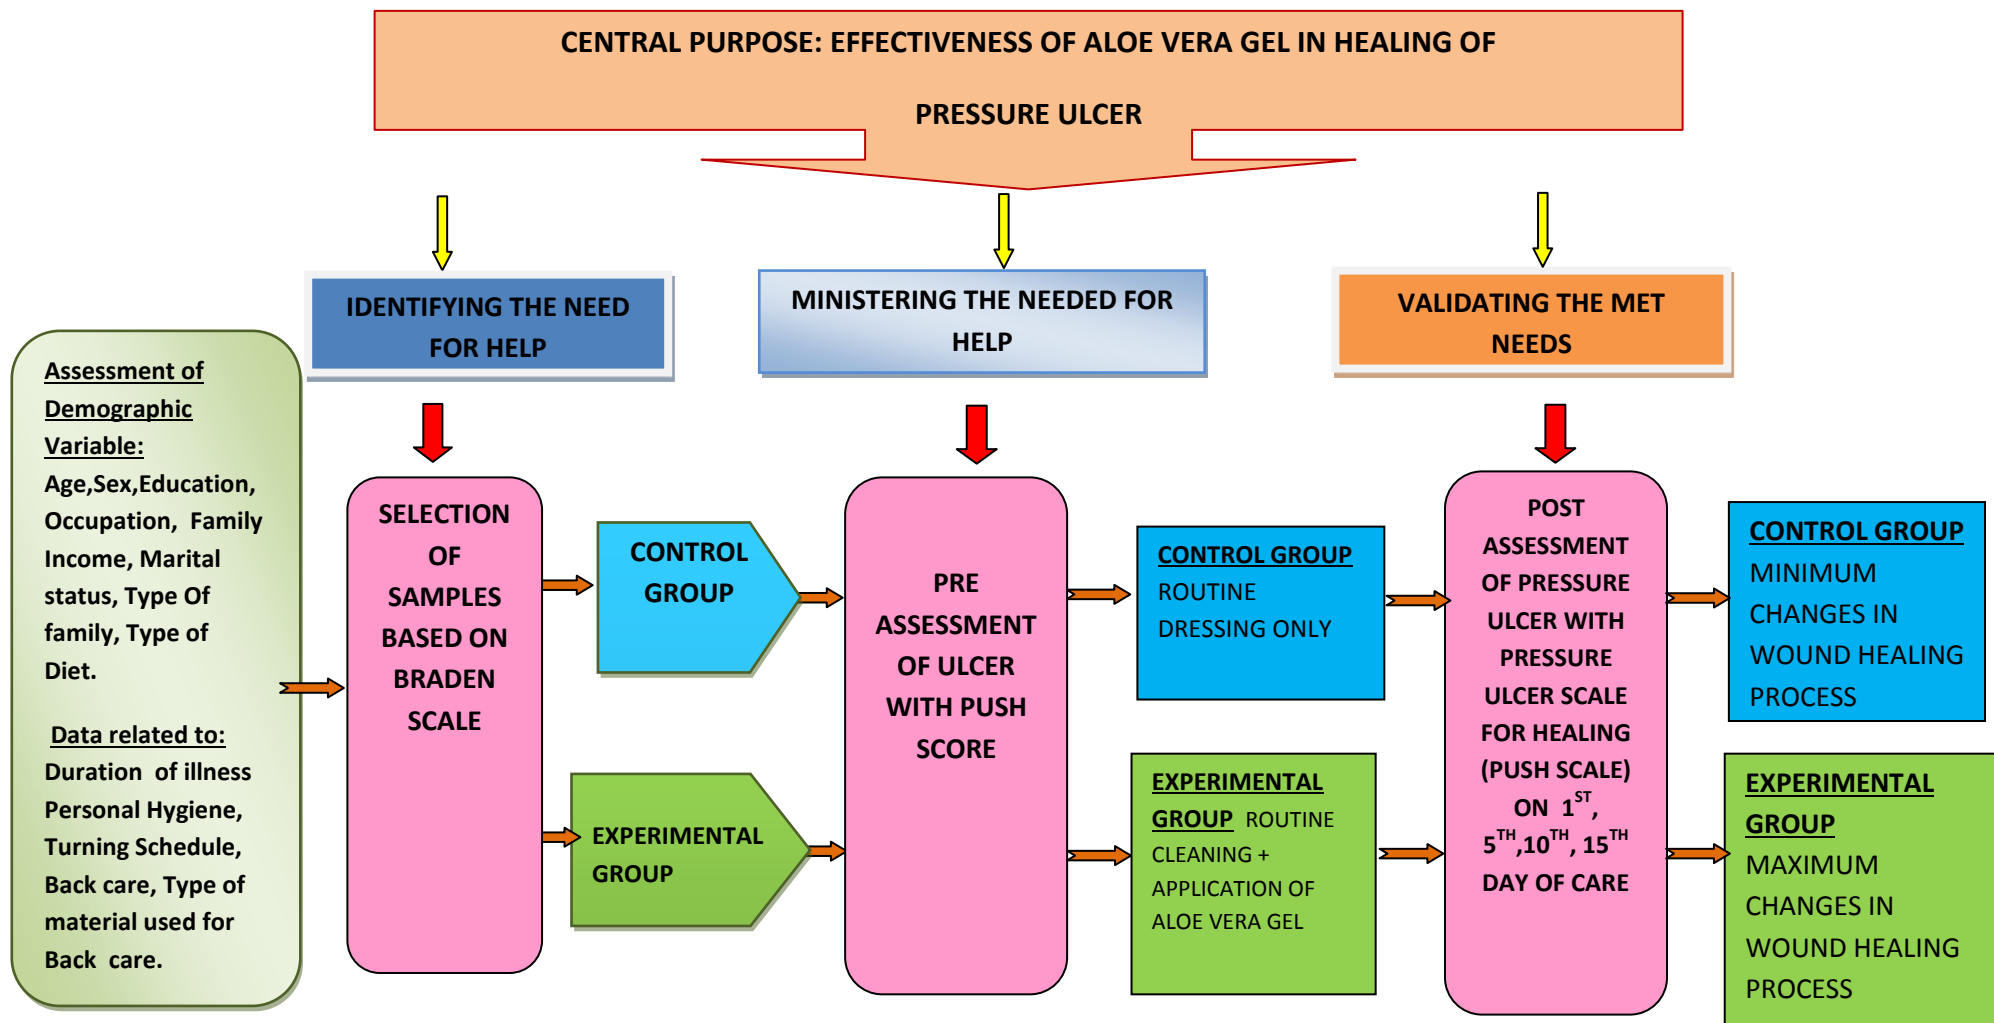 CENTRAL PURPOSE: EFFECTIVENESS OF ALOE VERA GEL IN HEALING OF
PRESSURE ULCER
IDENTIFYING THE NEED
FOR HELP
MINISTERING THE NEEDED FOR
HELP
VALIDATING THE MET
NEEDS
Assessment of
Demographic
Variable:
Age,Sex,Education,
Occupation, Family
Income, Marital
status, Type Of
family, Type of
Diet.
Data related to:
Duration of illness
Personal Hygiene,
Turning Schedule,
Back care, Type of
material used for
Back care.
SELECTION
OF
SAMPLES
BASED ON
BRADEN
SCALE
CONTROL
GROUP
EXPERIMENTAL
GROUP
PRE
ASSESSMENT
OF ULCER
WITH PUSH
SCORE
CONTROL GROUP
ROUTINE
DRESSING ONLY
EXPERIMENTAL
GROUP ROUTINE
CLEANING +
APPLICATION OF
ALOE VERA GEL
POST
ASSESSMENT
OF PRESSURE
ULCER WITH
PRESSURE
ULCER SCALE
FOR HEALING
(PUSH SCALE)
ON 1ST,
5TH,10TH, 15TH
DAY OF CARE
CONTROL GROUP
MINIMUM
CHANGES IN
WOUND HEALING
PROCESS
EXPERIMENTAL
GROUP
MAXIMUM
CHANGES IN
WOUND HEALING
PROCESS